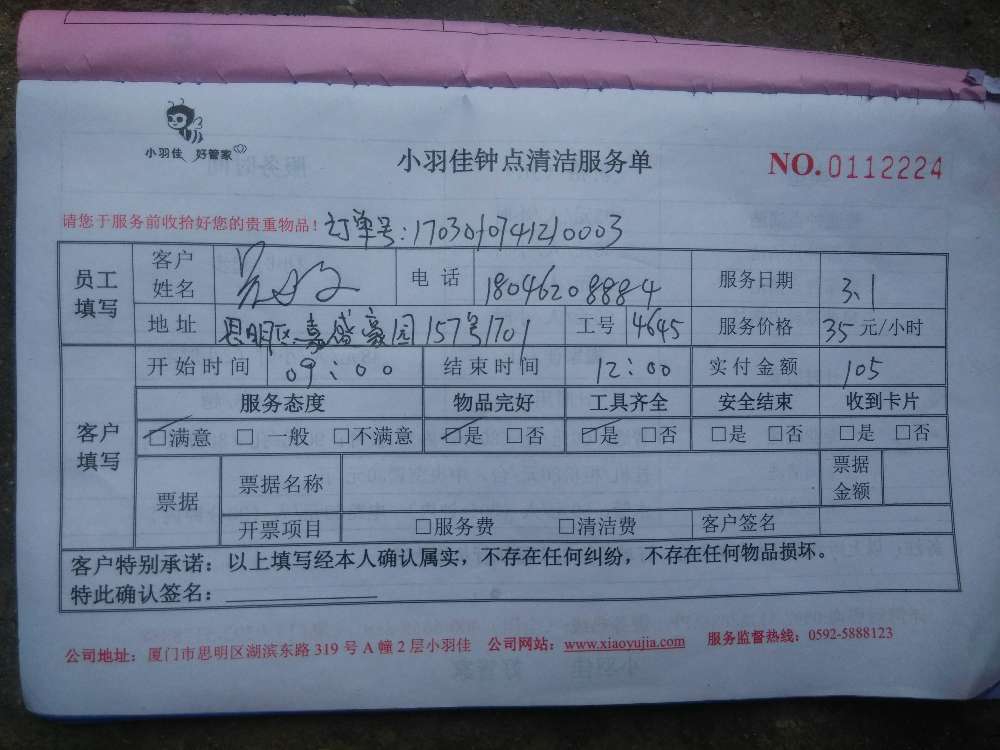 小羽佳 好管家
小羽佳钟点清洁服务单
NO.0112224
请您于服务前收拾好您的贵重物品！订单号:1703010741210003
员工填写 客户姓名 电话 18046208884 服务日期 3.1
地址 思明区嘉盛豪园157号1701 工号 4645 服务价格 35元/小时
客户填写 开始时间 09:00 结束时间 12:00 实付金额 105
服务态度 物品完好 工具齐全 安全结束 收到卡片
☑满意 □一般 □不满意 ☑是 □否 ☑是 □否 □是 □否 □是 □否
票据 票据名称 票据金额
开票项目 □服务费 □清洁费 客户签名
客户特别承诺：以上填写经本人确认属实，不存在任何纠纷，不存在任何物品损坏。
特此确认签名：
公司地址：厦门市思明区湖滨东路319号A幢2层小羽佳 公司网站：www.xiaoyujia.com 服务监督热线：0592-5888123